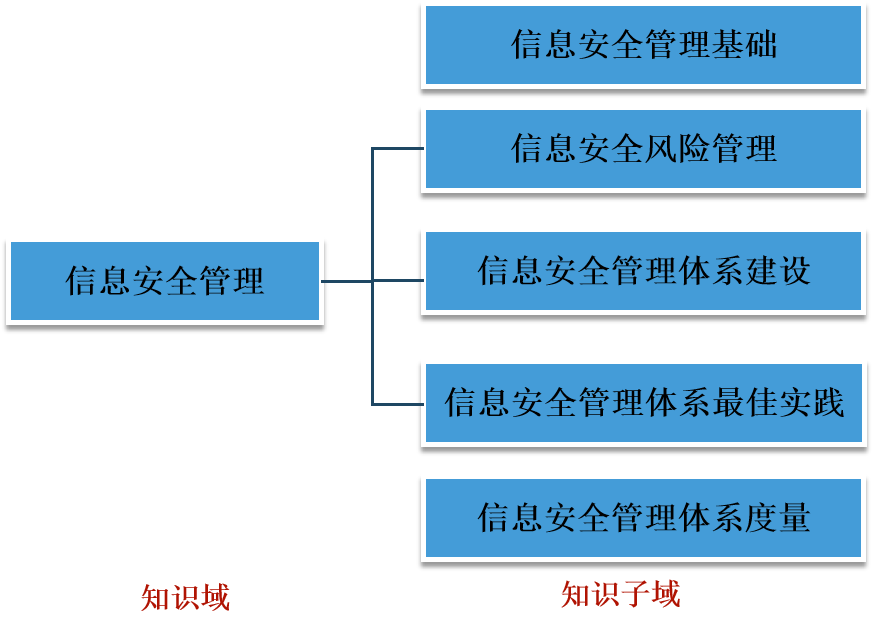 信息安全管理基础
信息安全风险管理
信息安全管理
信息安全管理体系建设
信息安全管理体系最佳实践
信息安全管理体系度量
知识域
知识子域